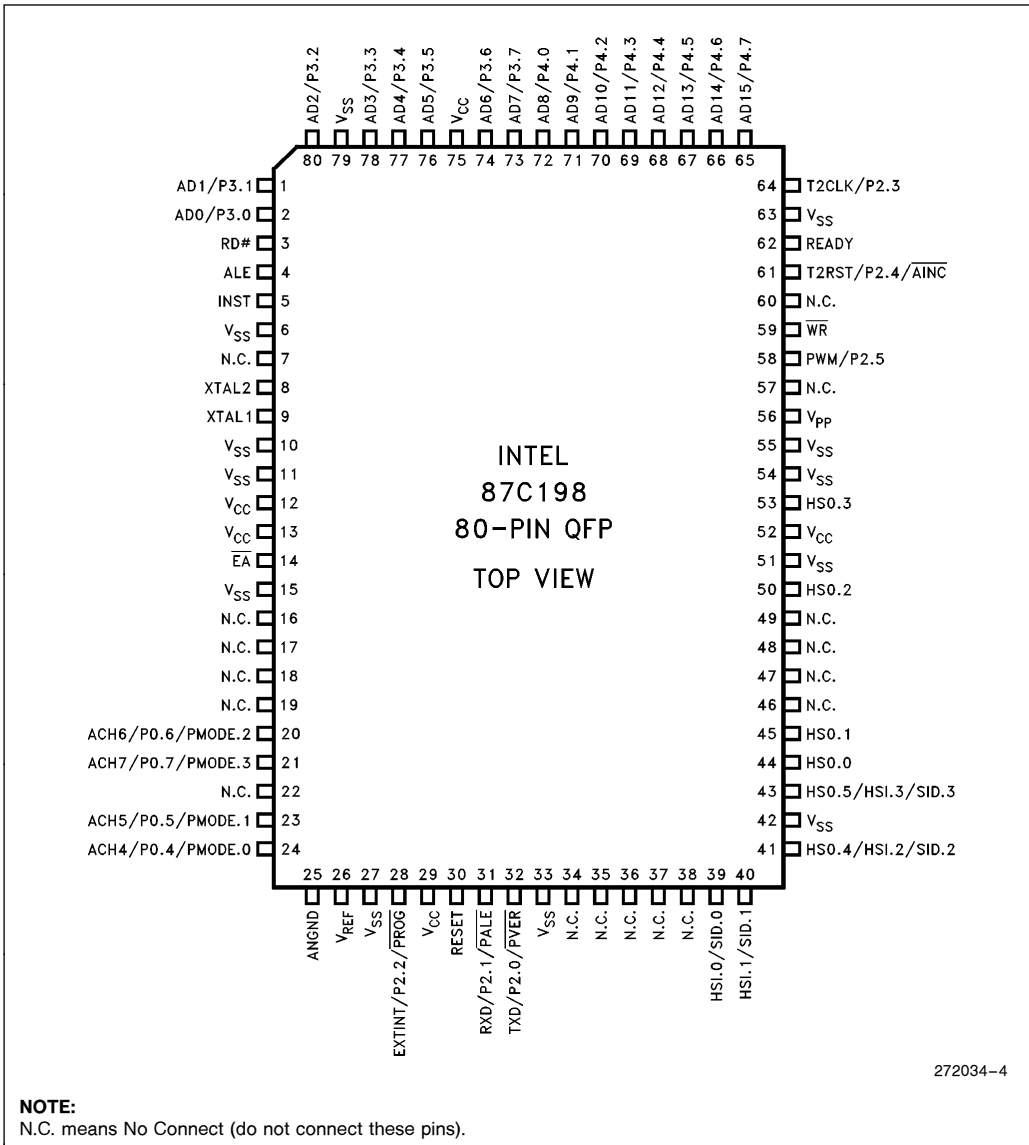 AD2/P3.2
VSS
AD3/P3.3
AD4/P3.4
AD5/P3.5
VCC
AD6/P3.6
AD7/P3.7
AD8/P4.0
AD9/P4.1
AD10/P4.2
AD11/P4.3
AD12/P4.4
AD13/P4.5
AD14/P4.6
AD15/P4.7
80 79 78 77 76 75 74 73 72 71 70 69 68 67 66 65
AD1/P3.1 1
AD0/P3.0 2
RD# 3
ALE 4
INST 5
VSS 6
N.C. 7
XTAL2 8
XTAL1 9
VSS 10
VSS 11
VCC 12
VCC 13
EA 14
VSS 15
N.C. 16
N.C. 17
N.C. 18
N.C. 19
ACH6/P0.6/PMODE.2 20
ACH7/P0.7/PMODE.3 21
N.C. 22
ACH5/P0.5/PMODE.1 23
ACH4/P0.4/PMODE.0 24
INTEL
87C198
80-PIN QFP
TOP VIEW
64 T2CLK/P2.3
63 VSS
62 READY
61 T2RST/P2.4/AINC
60 N.C.
59 WR
58 PWM/P2.5
57 N.C.
56 VPP
55 VSS
54 VSS
53 HS0.3
52 VCC
51 VSS
50 HS0.2
49 N.C.
48 N.C.
47 N.C.
46 N.C.
45 HS0.1
44 HS0.0
43 HS0.5/HSI.3/SID.3
42 VSS
41 HS0.4/HSI.2/SID.2
25 26 27 28 29 30 31 32 33 34 35 36 37 38 39 40
ANGND
VREF
VSS
EXTINT/P2.2/PROG
VCC
RESET
RXD/P2.1/PALE
TXD/P2.0/PVER
VSS
N.C.
N.C.
N.C.
N.C.
N.C.
HSI.0/SID.0
HSI.1/SID.1
272034–4
NOTE:
N.C. means No Connect (do not connect these pins).